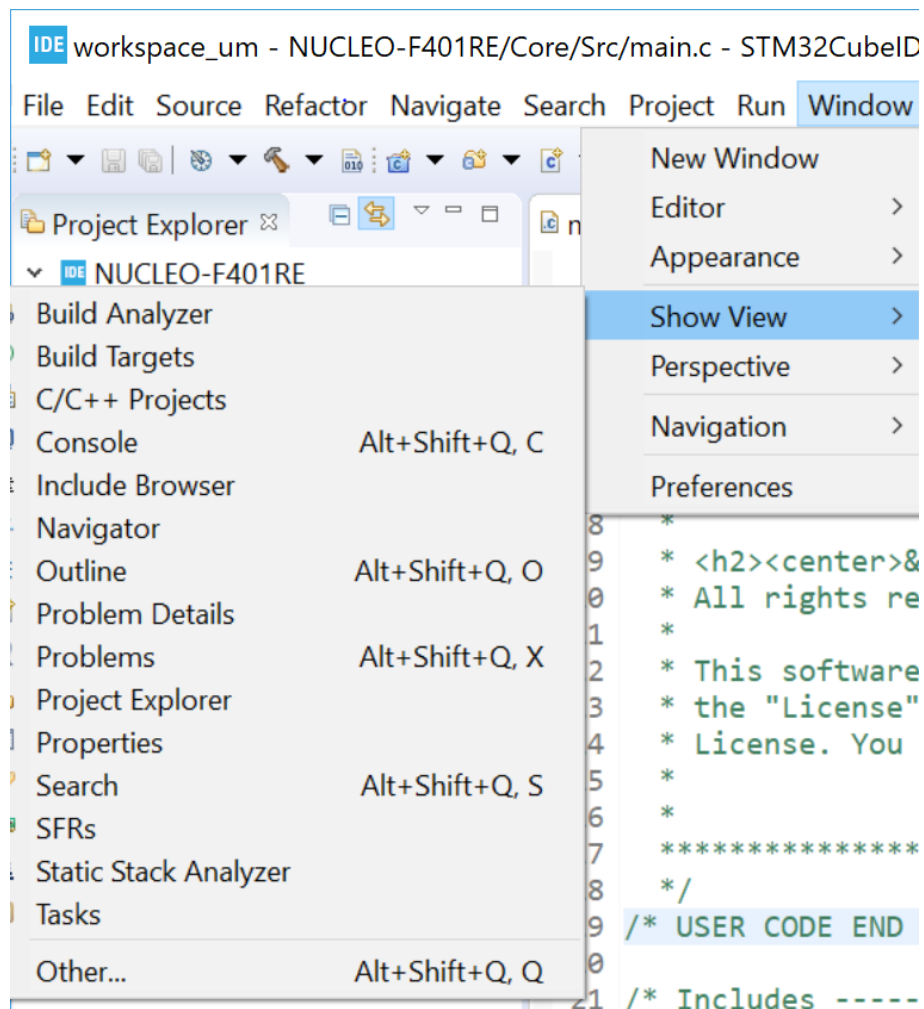 IDE workspace_um - NUCLEO-F401RE/Core/Src/main.c - STM32CubeID
File Edit Source Refactor Navigate Search Project Run Window
010
Project Explorer
IDE NUCLEO-F401RE
New Window
Editor
Appearance
Show View
Perspective
Navigation
Preferences
Build Analyzer
Build Targets
C/C++ Projects
Console Alt+Shift+Q, C
Include Browser
Navigator
Outline Alt+Shift+Q, O
Problem Details
Problems Alt+Shift+Q, X
Project Explorer
Properties
Search Alt+Shift+Q, S
SFRs
Static Stack Analyzer
Tasks
Other... Alt+Shift+Q, Q
8 *
9 * <h2><center>&
0 * All rights re
1 *
2 * This software
3 * the "License"
4 * License. You
5 *
6 *
7 ***************
8 */
9 /* USER CODE END
0
21 /* Includes -----